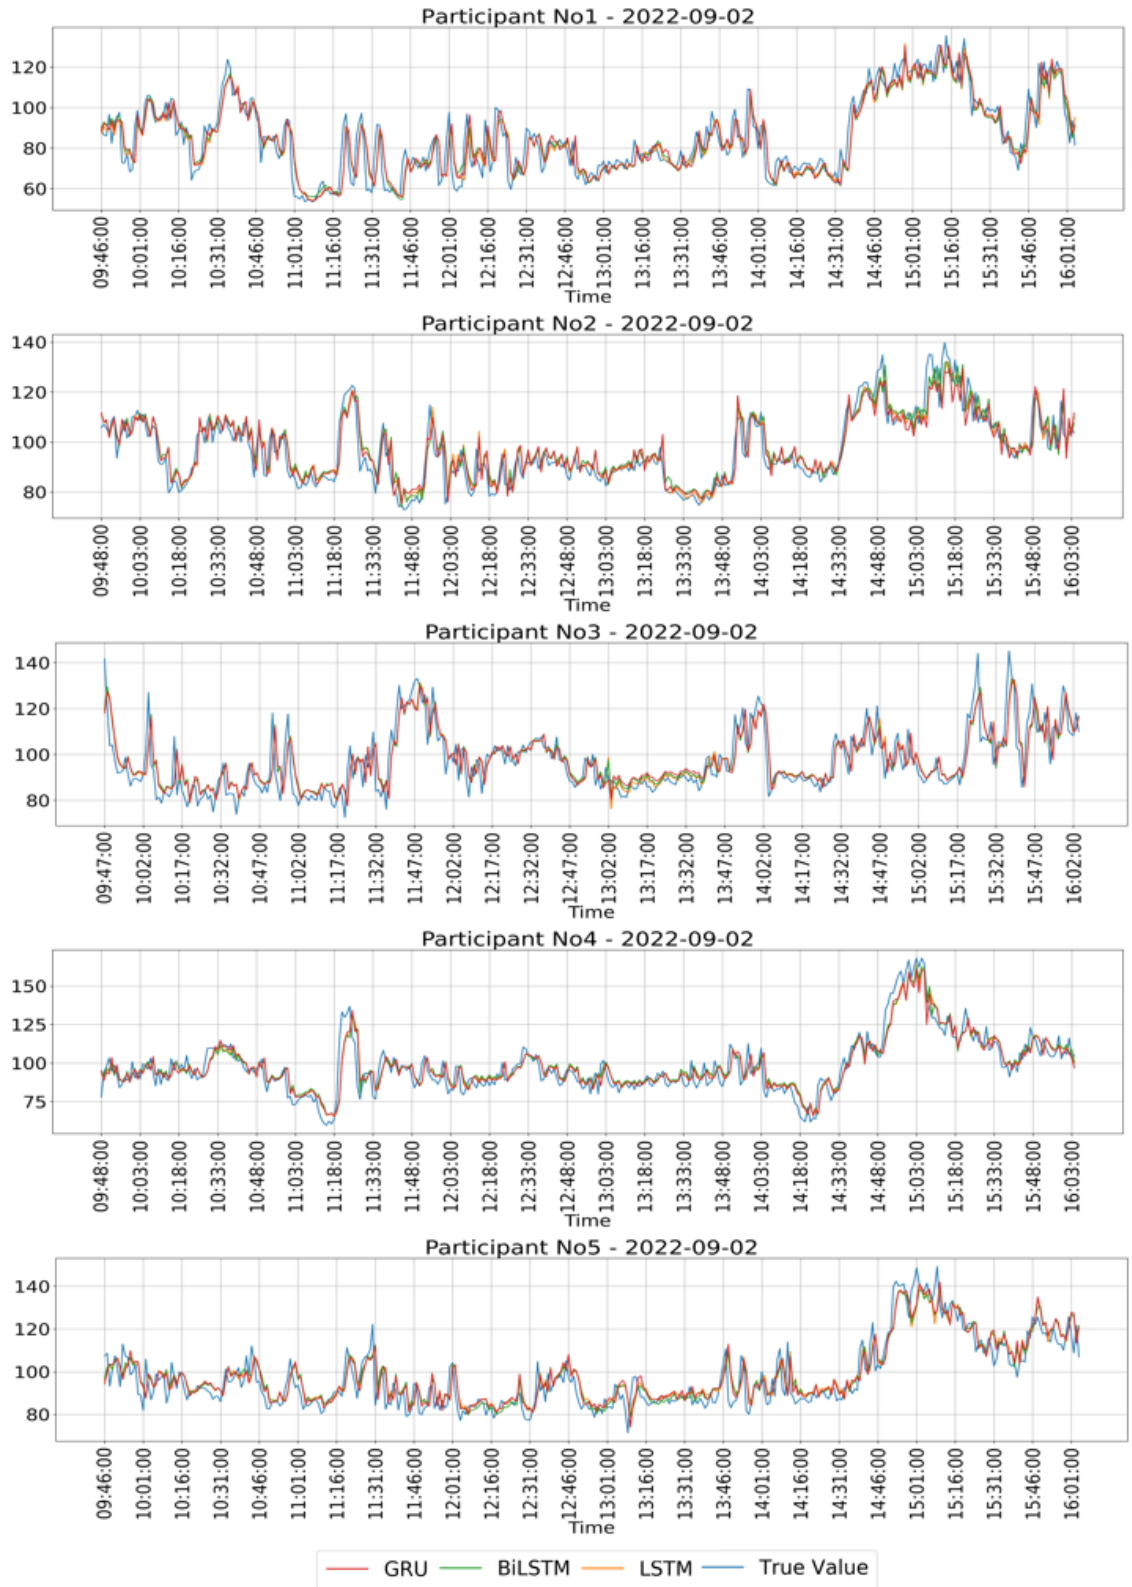 Participant No1 - 2022-09-02
120
100
80
60
09:46:00 10:01:00 10:16:00 10:31:00 10:46:00 11:01:00 11:16:00 11:31:00 11:46:00 12:01:00 12:16:00 12:31:00 12:46:00 13:01:00 13:16:00 13:31:00 13:46:00 14:01:00 14:16:00 14:31:00 14:46:00 15:01:00 15:16:00 15:31:00 15:46:00 16:01:00
Time
Participant No2 - 2022-09-02
140
120
100
80
09:48:00 10:03:00 10:18:00 10:33:00 10:48:00 11:03:00 11:18:00 11:33:00 11:48:00 12:03:00 12:18:00 12:33:00 12:48:00 13:03:00 13:18:00 13:33:00 13:48:00 14:03:00 14:18:00 14:33:00 14:48:00 15:03:00 15:18:00 15:33:00 15:48:00 16:03:00
Time
Participant No3 - 2022-09-02
140
120
100
80
09:47:00 10:02:00 10:17:00 10:32:00 10:47:00 11:02:00 11:17:00 11:32:00 11:47:00 12:02:00 12:17:00 12:32:00 12:47:00 13:02:00 13:17:00 13:32:00 13:47:00 14:02:00 14:17:00 14:32:00 14:47:00 15:02:00 15:17:00 15:32:00 15:47:00 16:02:00
Time
Participant No4 - 2022-09-02
150
125
100
75
09:48:00 10:03:00 10:18:00 10:33:00 10:48:00 11:03:00 11:18:00 11:33:00 11:48:00 12:03:00 12:18:00 12:33:00 12:48:00 13:03:00 13:18:00 13:33:00 13:48:00 14:03:00 14:18:00 14:33:00 14:48:00 15:03:00 15:18:00 15:33:00 15:48:00 16:03:00
Time
Participant No5 - 2022-09-02
140
120
100
80
09:46:00 10:01:00 10:16:00 10:31:00 10:46:00 11:01:00 11:16:00 11:31:00 11:46:00 12:01:00 12:16:00 12:31:00 12:46:00 13:01:00 13:16:00 13:31:00 13:46:00 14:01:00 14:16:00 14:31:00 14:46:00 15:01:00 15:16:00 15:31:00 15:46:00 16:01:00
Time
GRU BiLSTM LSTM True Value